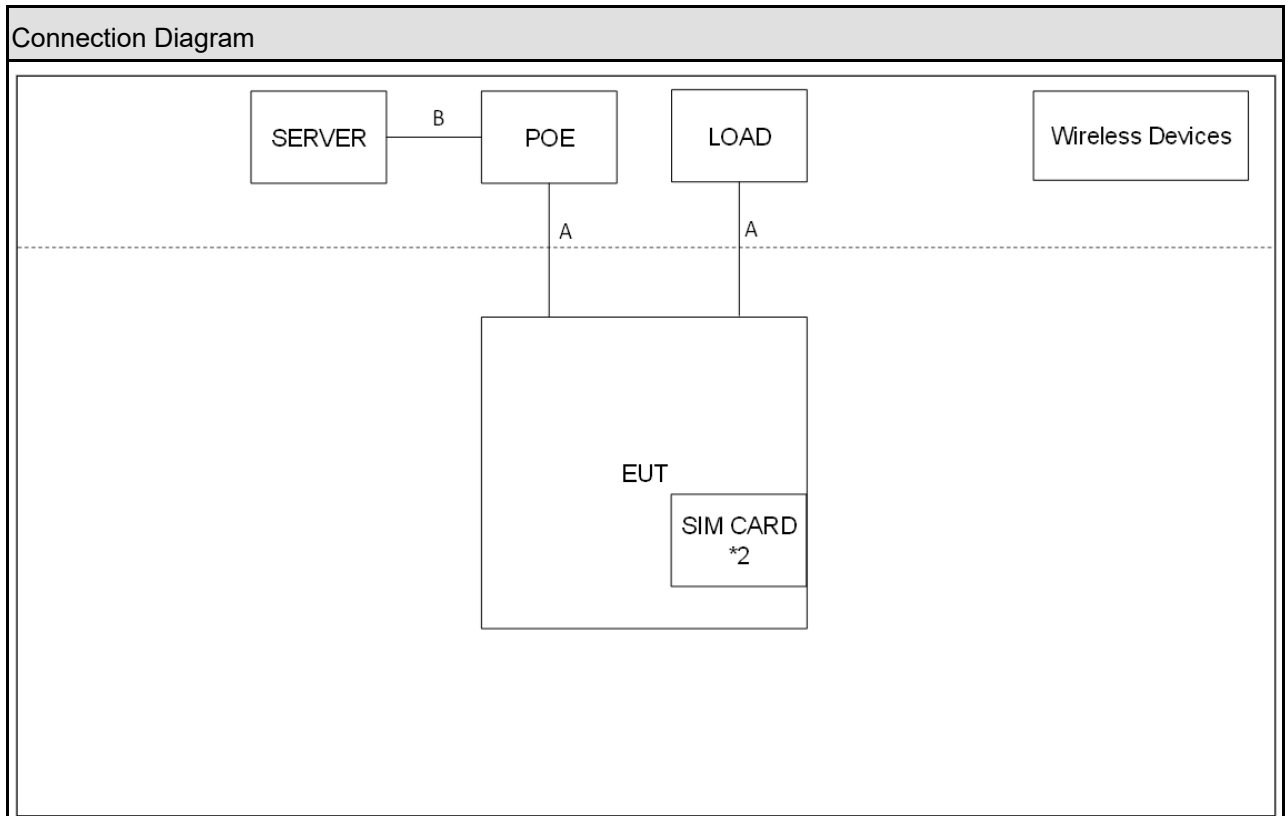 Connection Diagram
SERVER
B
POE
LOAD
Wireless Devices
A
A
EUT
SIM CARD
*2